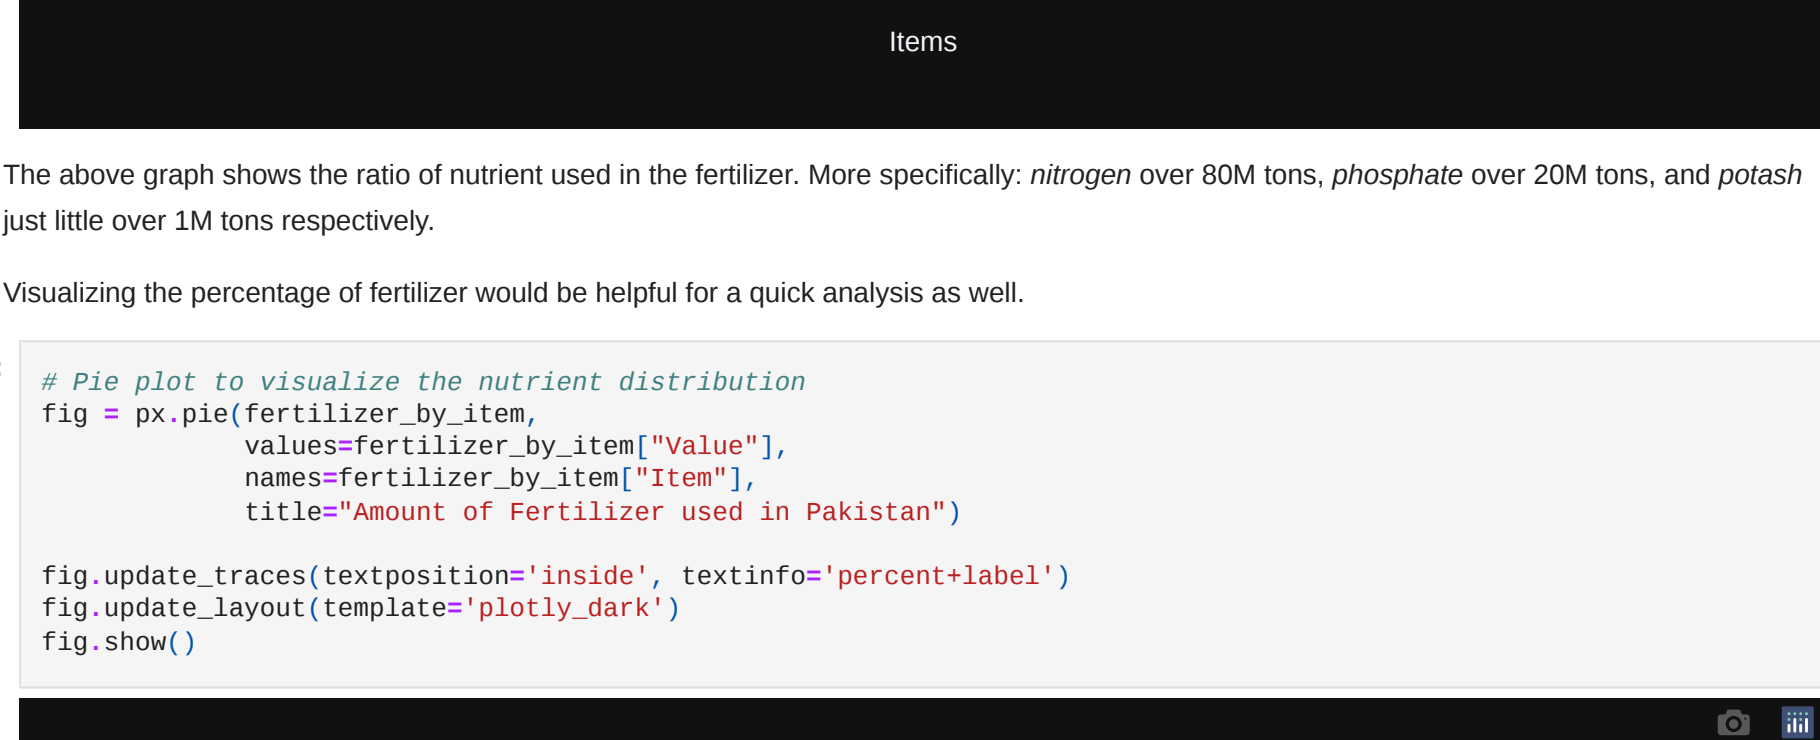 Items
The above graph shows the ratio of nutrient used in the fertilizer. More specifically: nitrogen over 80M tons, phosphate over 20M tons, and potash
just little over 1M tons respectively.
Visualizing the percentage of fertilizer would be helpful for a quick analysis as well.
# Pie plot to visualize the nutrient distribution
fig = px.pie(fertilizer_by_item,
             values=fertilizer_by_item["Value"],
             names=fertilizer_by_item["Item"],
             title="Amount of Fertilizer used in Pakistan")
fig.update_traces(textposition='inside', textinfo='percent+label')
fig.update_layout(template='plotly_dark')
fig.show()